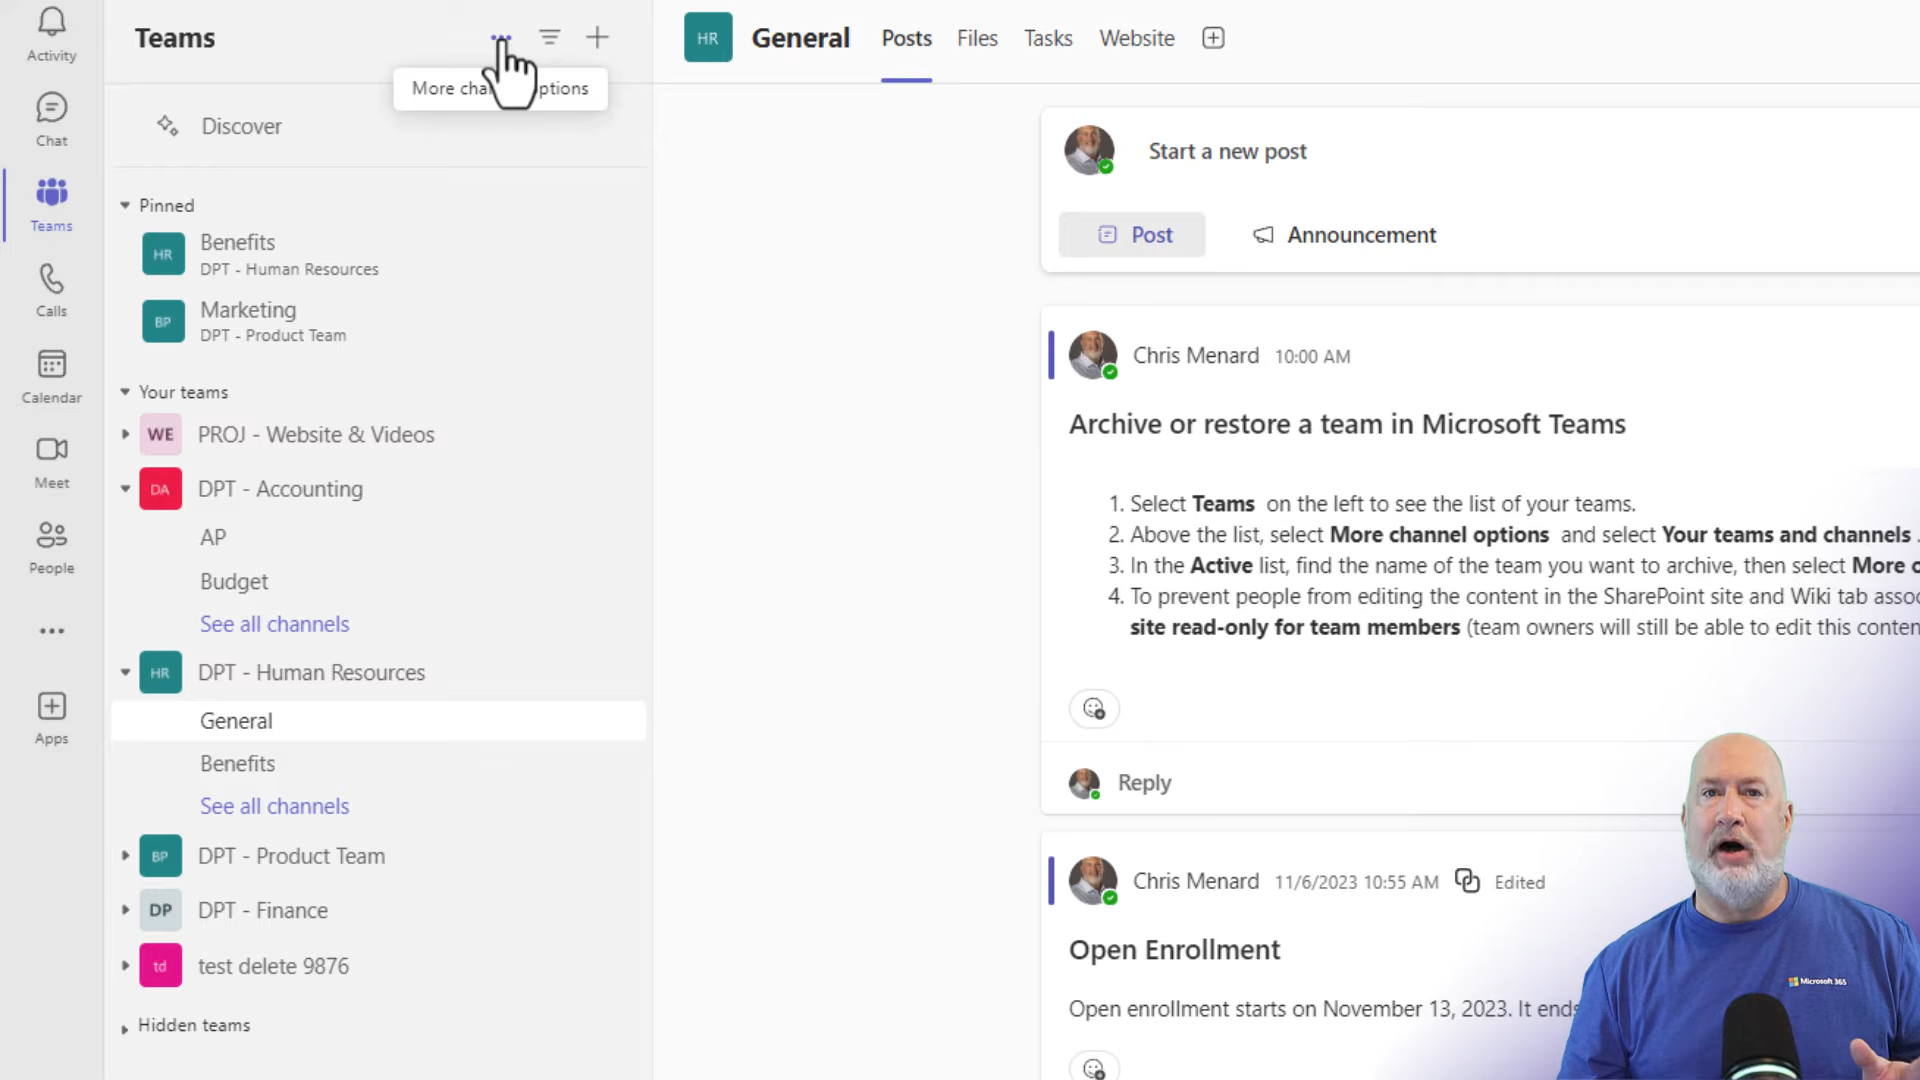 Activity
Chat
Teams
Calls
Calendar
Meet
People
Apps
Teams
More cha ptions
Discover
Pinned
HR Benefits
DPT - Human Resources
BP Marketing
DPT - Product Team
Your teams
WE PROJ - Website & Videos
DA DPT - Accounting
AP
Budget
See all channels
HR DPT - Human Resources
General
Benefits
See all channels
BP DPT - Product Team
DP DPT - Finance
td test delete 9876
Hidden teams
HR General Posts Files Tasks Website
Start a new post
Post Announcement
Chris Menard 10:00 AM
Archive or restore a team in Microsoft Teams
1. Select Teams on the left to see the list of your teams.
2. Above the list, select More channel options and select Your teams and channels .
3. In the Active list, find the name of the team you want to archive, then select More o
4. To prevent people from editing the content in the SharePoint site and Wiki tab assoc
site read-only for team members (team owners will still be able to edit this conten
Reply
Chris Menard 11/6/2023 10:55 AM Edited
Open Enrollment
Open enrollment starts on November 13, 2023. It ends
Microsoft 365